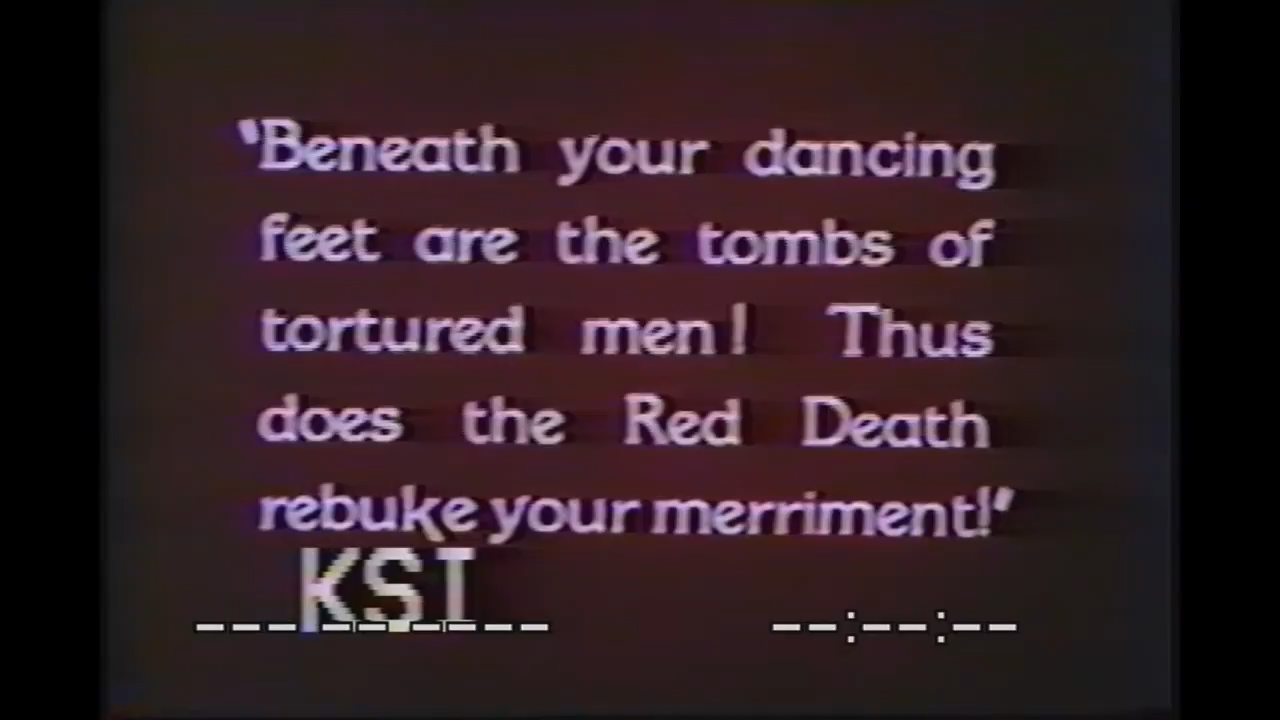 'Beneath your dancing
feet are the tombs of
tortured men! Thus
does the Red Death
rebuke your merriment!'
KSI
--- ------ --:--:--